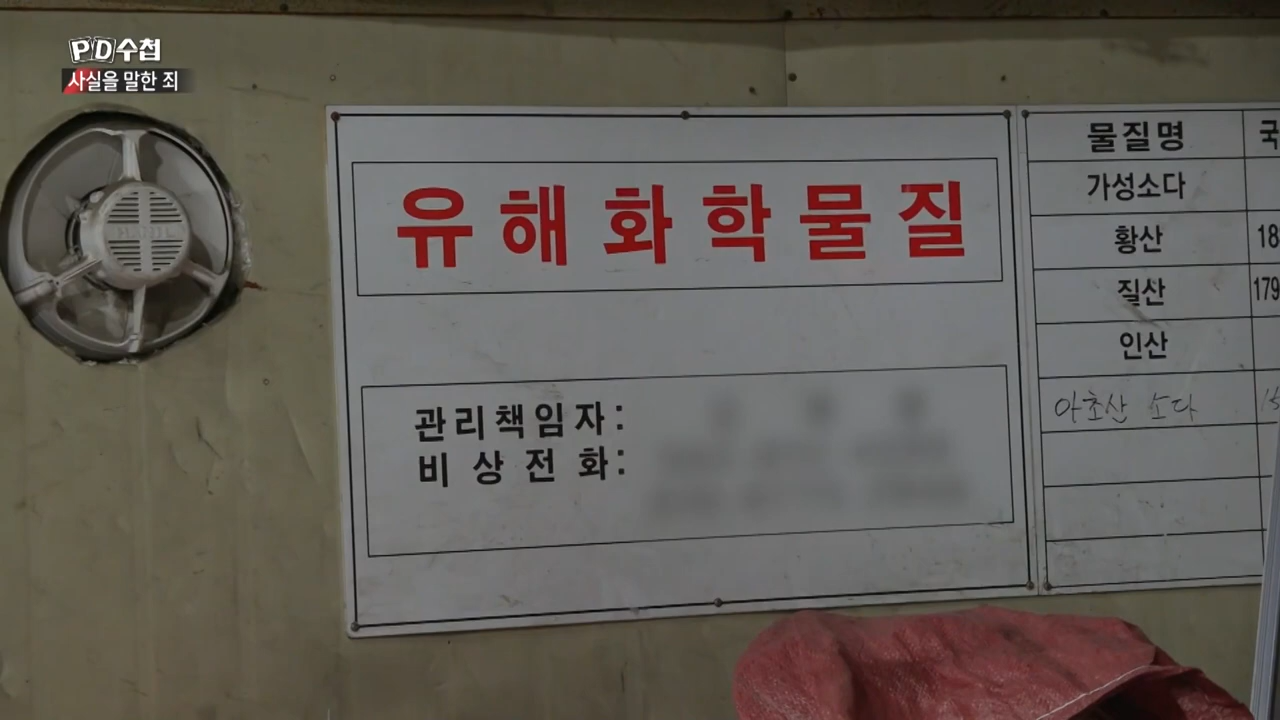 PD수첩
사실을 말한 죄
유해화학물질
관리책임자:
비상전화:
물질명 국
가성소다
황산 18
질산 179
인산
아초산 소다